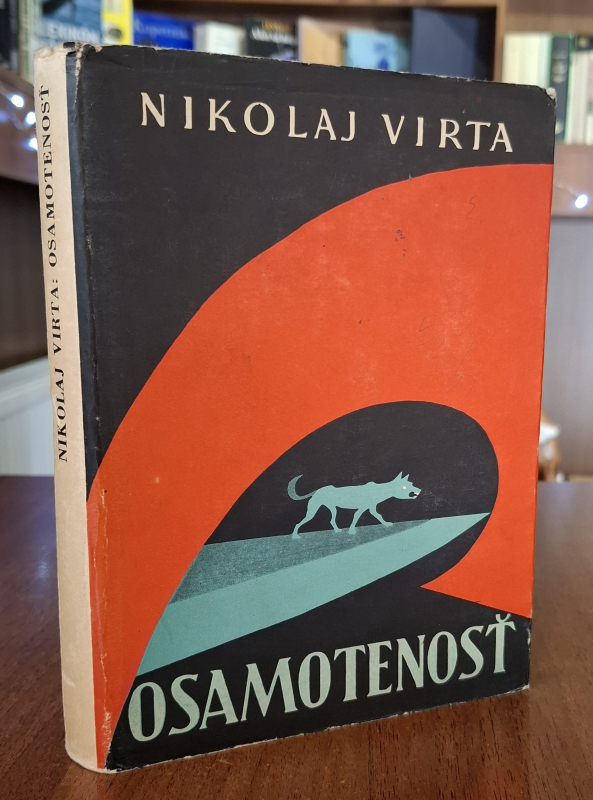 NIKOLAJ VIRTA
OSAMOTENOSŤ
NIKOLAJ VIRTA: OSAMOTENOSŤ